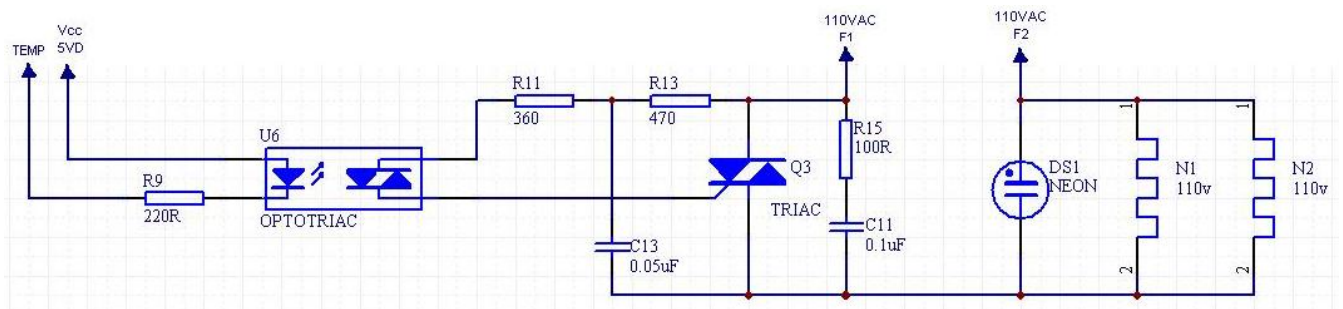 TEMP
Vcc
5VD
R9
220R
U6
OPTOTRIAC
R11
360
R13
470
C13
0.05uF
Q3
TRIAC
110VAC
F1
R15
100R
C11
0.1uF
110VAC
F2
DS1
NEON
1
N1
110v
2
1
N2
110v
2